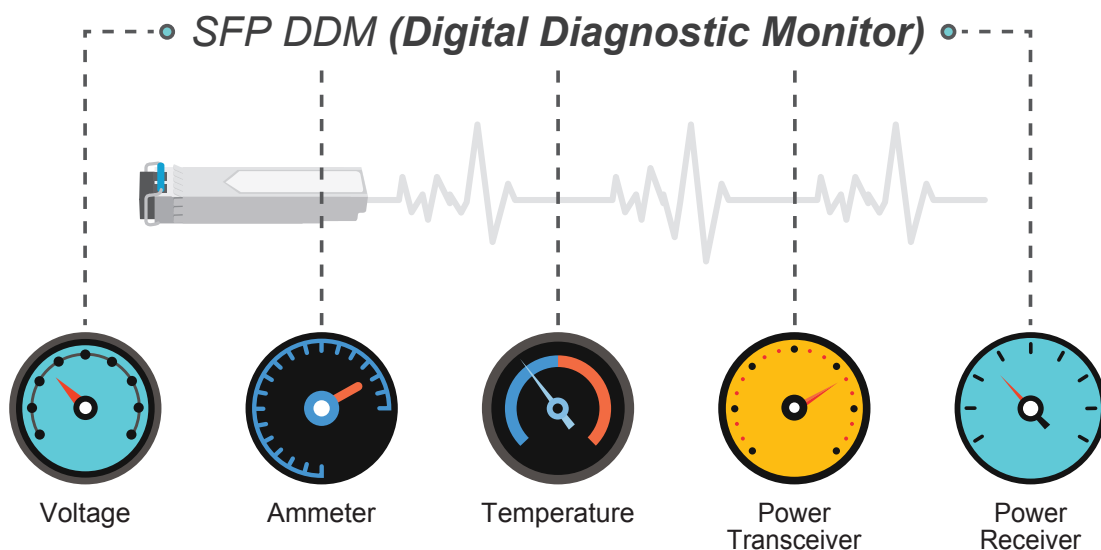 SFP DDM (Digital Diagnostic Monitor)
Voltage
Ammeter
Temperature
Power
Transceiver
Power
Receiver